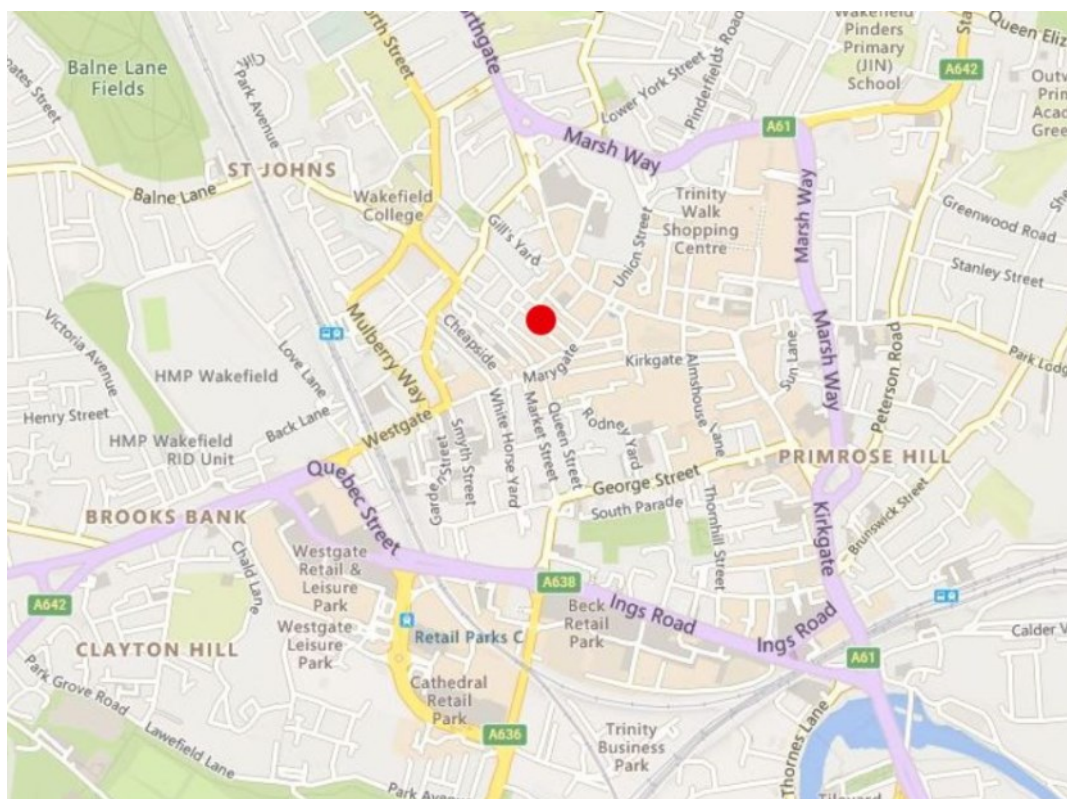 Wakefield
Pinders
Primary
(JIN)
School
Queen Eliz
A642
Balne Lane
Fields
North Street
Northgate
Pinderfields Road
Lower York Street
Park Avenue
A61
Marsh Way
ST JOHNS
Balne Lane
Wakefield
College
Trinity
Walk
Shopping
Centre
Marsh Way
Greenwood Road
Gill's Yard
Union Street
Stanley Street
Victoria Avenue
Love Lane
Mulberry Way
Cheapside
Marygate
Kirkgate
Almshouse Lane
Sun Lane
Marsh Way
Peterson Road
Park Lodg
HMP Wakefield
Henry Street
Back Lane
HMP Wakefield
RID Unit
Westgate
Smyth Street
White Horse Yard
Market Street
Queen Street
Rodney Yard
PRIMROSE HILL
Quebec Street
George Street
South Parade
Thornhill Street
Kirkgate
Brunswick Street
BROOKS BANK
Chald Lane
Westgate
Retail &
Leisure
Park
A638
A642
Beck
Retail
Park
Ings Road
Ings Road
Westgate
Leisure
Park
Retail Parks C
Calder V
CLAYTON HILL
A61
Park Grove Road
Cathedral
Retail
Park
Lawefield Lane
A636
Trinity
Business
Park
Thornes Lane
Park Avenue